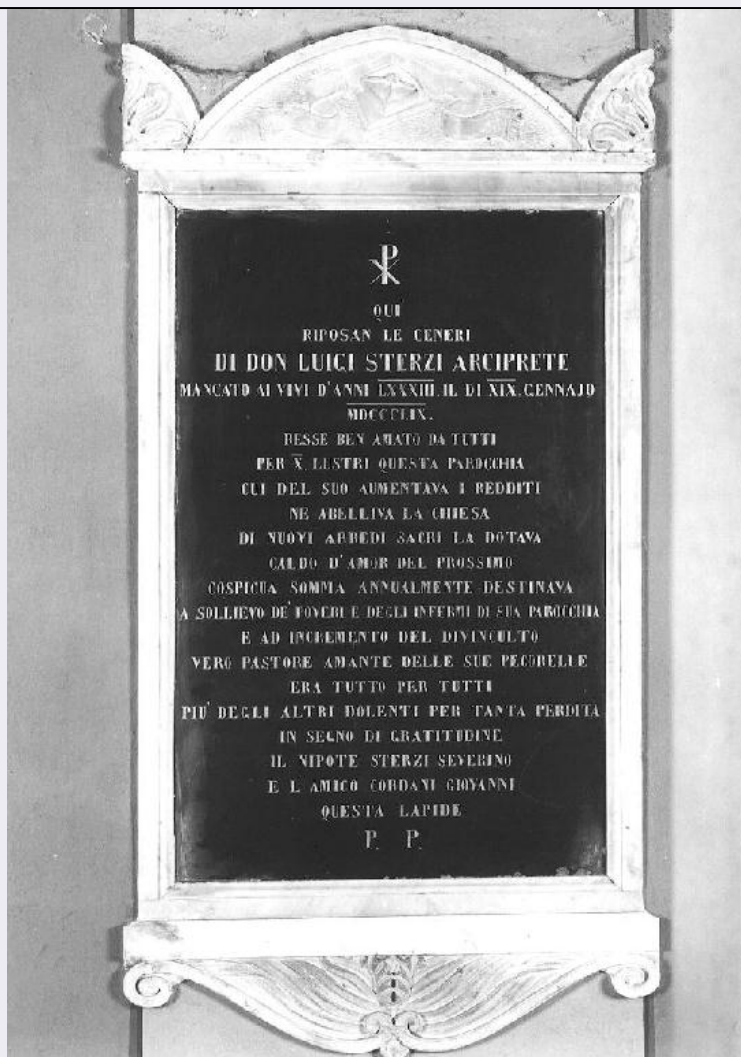 QUI
RIPOSAN LE CENERI
DI DON LUIGI STERZI ARCIPRETE
MANCATO AI VIVI D'ANNI LXXXIII. IL DI XIX. GENNAJO
MDCCCLIX.
RESSE BEN AMATO DA TUTTI
PER X. LUSTRI QUESTA PAROCCHIA
CUI DEL SUO AUMENTAVA I REDDITI
NE ABELLIVA LA CHIESA
DI NUOVI ARREDI SACRI LA DOTAVA
CALDO D'AMOR DEL PROSSIMO
COSPICUA SOMMA ANNUALMENTE DESTINAVA
A SOLLIEVO DE' POVERI E DEGLI INFERMI DI SUA PAROCCHIA
E AD INCREMENTO DEL DIVIN CULTO
VERO PASTORE AMANTE DELLE SUE PECORELLE
ERA TUTTO PER TUTTI
PIU' DEGLI ALTRI DOLENTI PER TANTA PERDITA
IN SEGNO DI GRATITUDINE
IL NIPOTE STERZI SEVERINO
E L AMICO CORDANI GIOVANNI
QUESTA LAPIDE
P. P.